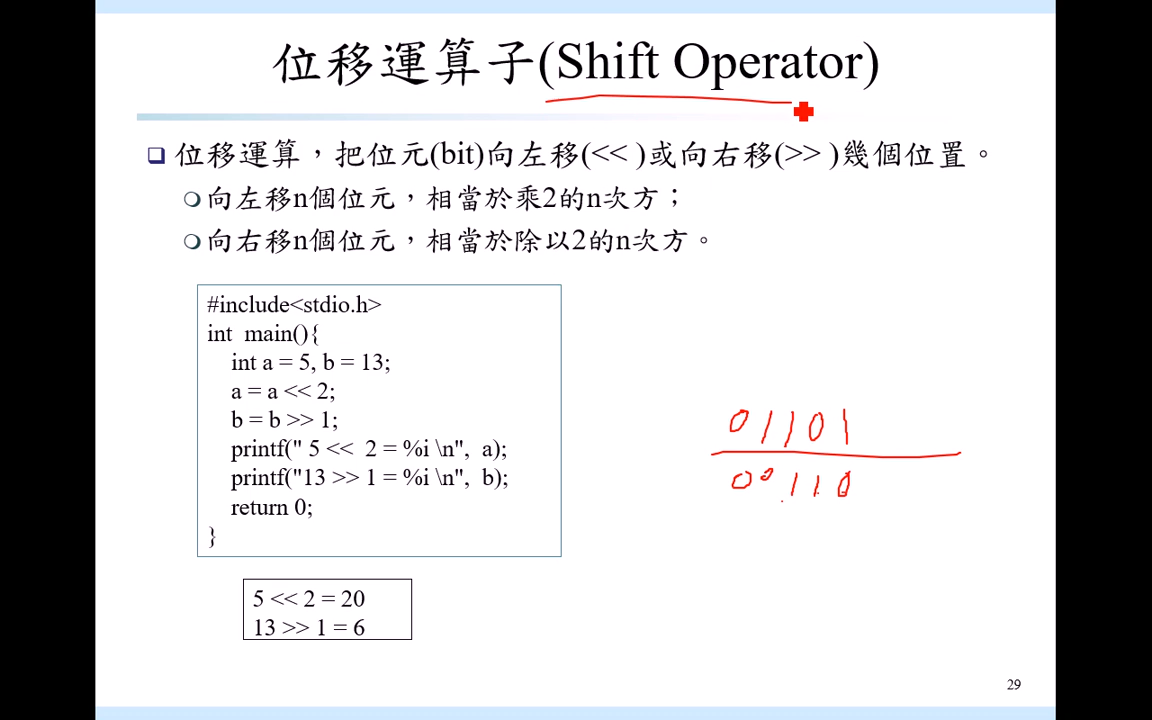 位移運算子(Shift Operator)
位移運算，把位元(bit)向左移(<< )或向右移(>> )幾個位置。
向左移n個位元，相當於乘2的n次方；
向右移n個位元，相當於除以2的n次方。
#include<stdio.h>
int  main(){
int a = 5, b = 13;
a = a << 2;
b = b >> 1;
printf(" 5 <<  2 = %i \n",  a);
printf("13 >> 1 = %i \n",  b);
return 0;
}
01101
00110
5 << 2 = 20
13 >> 1 = 6
29